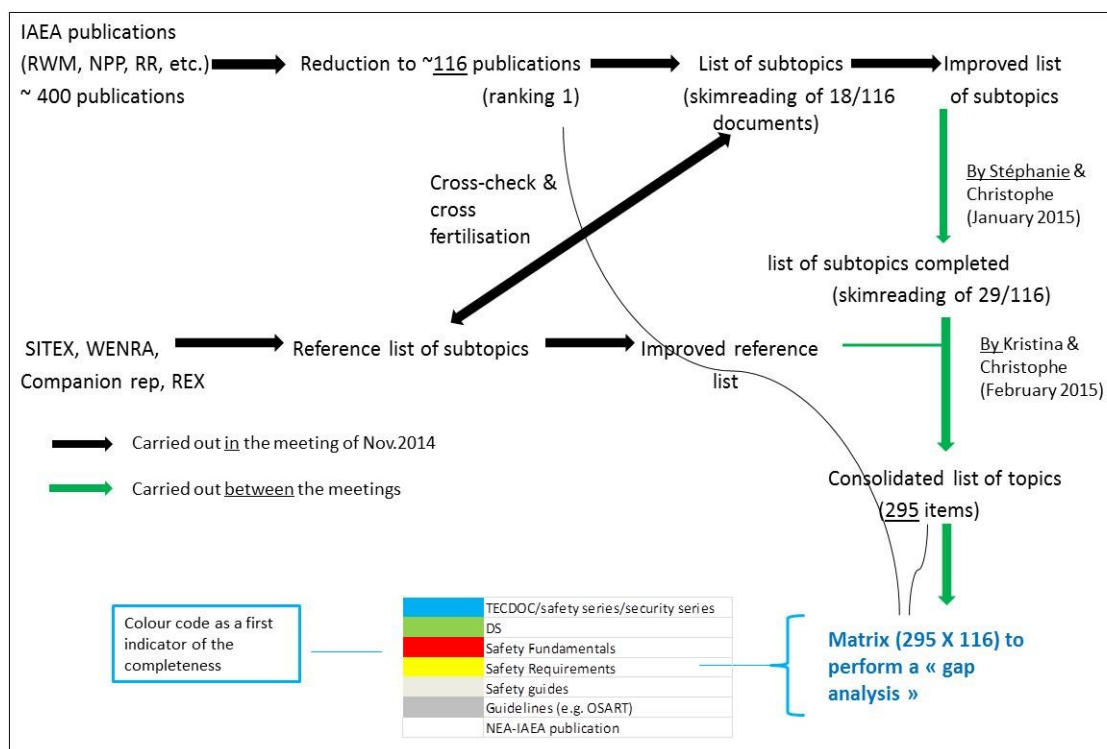 IAEA publications
(RWM, NPP, RR, etc.)
~ 400 publications
Reduction to ~116 publications
(ranking 1)
List of subtopics
(skimreading of 18/116
documents)
Improved list
of subtopics
Cross-check &
cross
fertilisation
By Stéphanie &
Christophe
(January 2015)
list of subtopics completed
(skimreading of 29/116)
SITEX, WENRA,
Companion rep, REX
Reference list of subtopics
Improved reference
list
By Kristina &
Christophe
(February 2015)
Carried out in the meeting of Nov.2014
Carried out between the meetings
Consolidated list of topics
(295 items)
Colour code as a first
indicator of the
completeness
TECDOC/safety series/security series
DS
Safety Fundamentals
Safety Requirements
Safety guides
Guidelines (e.g. OSART)
NEA-IAEA publication
Matrix (295 X 116) to
perform a « gap
analysis »